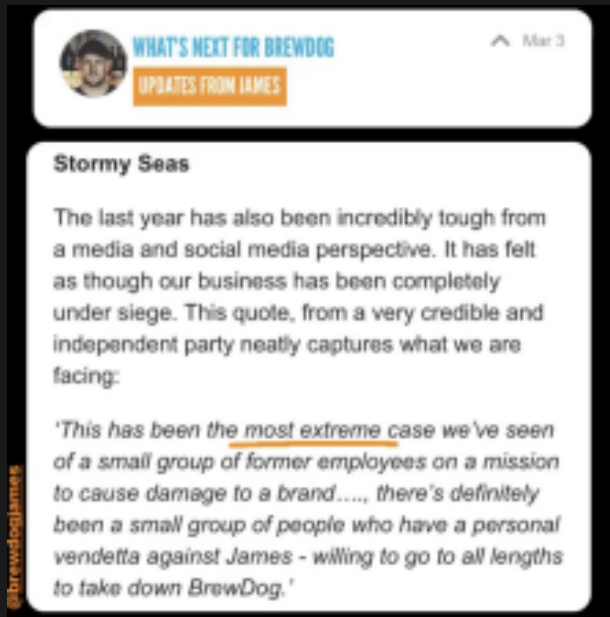 WHAT'S NEXT FOR BREWDOG
Mar 3
UPDATES FROM JAMES
Stormy Seas
The last year has also been incredibly tough from
a media and social media perspective. It has felt
as though our business has been completely
under siege. This quote, from a very credible and
independent party neatly captures what we are
facing:
'This has been the most extreme case we've seen
of a small group of former employees on a mission
to cause damage to a brand...., there's definitely
been a small group of people who have a personal
vendetta against James - willing to go to all lengths
to take down BrewDog.'
@brewdogjames